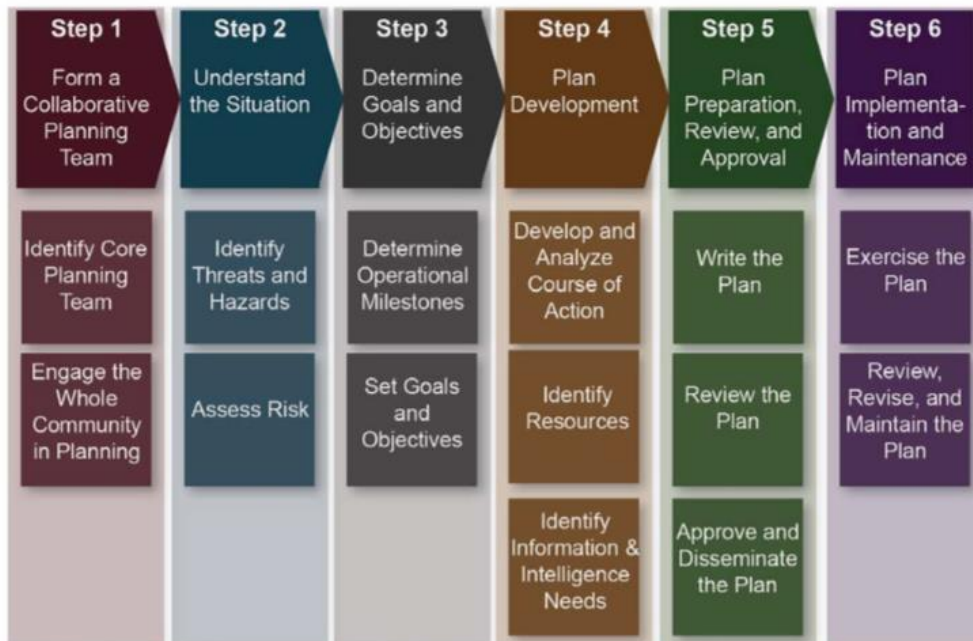 Step 1
Form a
Collaborative
Planning
Team
Identify Core
Planning
Team
Engage the
Whole
Community
in Planning
Step 2
Understand
the Situation
Identify
Threats and
Hazards
Assess Risk
Step 3
Determine
Goals and
Objectives
Determine
Operational
Milestones
Set Goals
and
Objectives
Step 4
Plan
Development
Develop and
Analyze
Course of
Action
Identify
Resources
Identify
Information &
Intelligence
Needs
Step 5
Plan
Preparation,
Review, and
Approval
Write the
Plan
Review the
Plan
Approve and
Disseminate
the Plan
Step 6
Plan
Implementa-
tion and
Maintenance
Exercise the
Plan
Review,
Revise, and
Maintain the
Plan